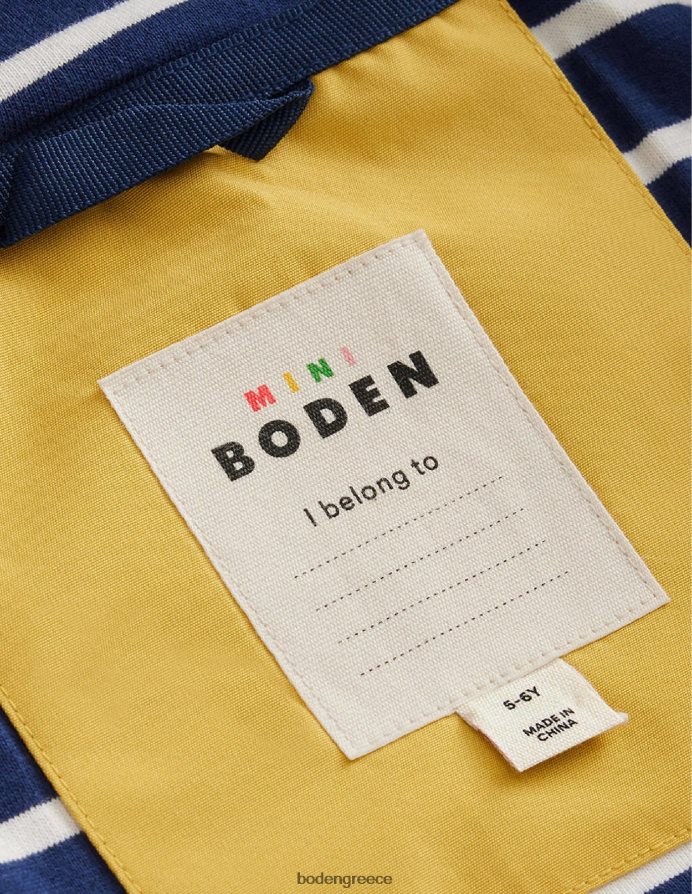 MINI
BODEN
I belong to
5-6Y
MADE IN
CHINA
bodengreece